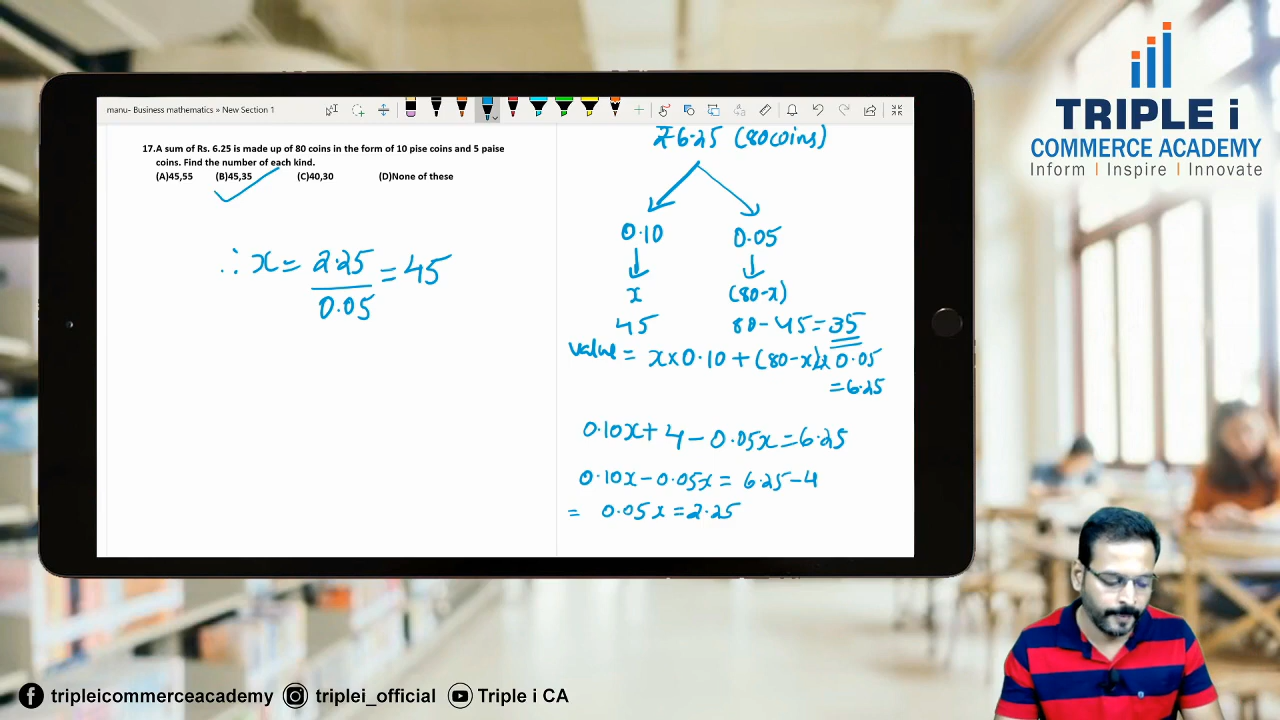 TRIPLE i
COMMERCE ACADEMY
Inform | Inspire | Innovate
manu- Business mathematics » New Section 1
17.A sum of Rs. 6.25 is made up of 80 coins in the form of 10 pise coins and 5 paise
coins. Find the number of each kind.
(A)45,55 (B)45,35 (C)40,30 (D)None of these
∴ x = 2.25/0.05 = 45
₹6.25 (80coins)
0.10 0.05
x (80-x)
45 80-45=35
value = x×0.10 + (80-x)× 0.05
=6.25
0.10x+ 4 - 0.05x=6.25
0.10x-0.05x= 6.25-4
= 0.05x=2.25
tripleicommerceacademy triplei_official Triple i CA